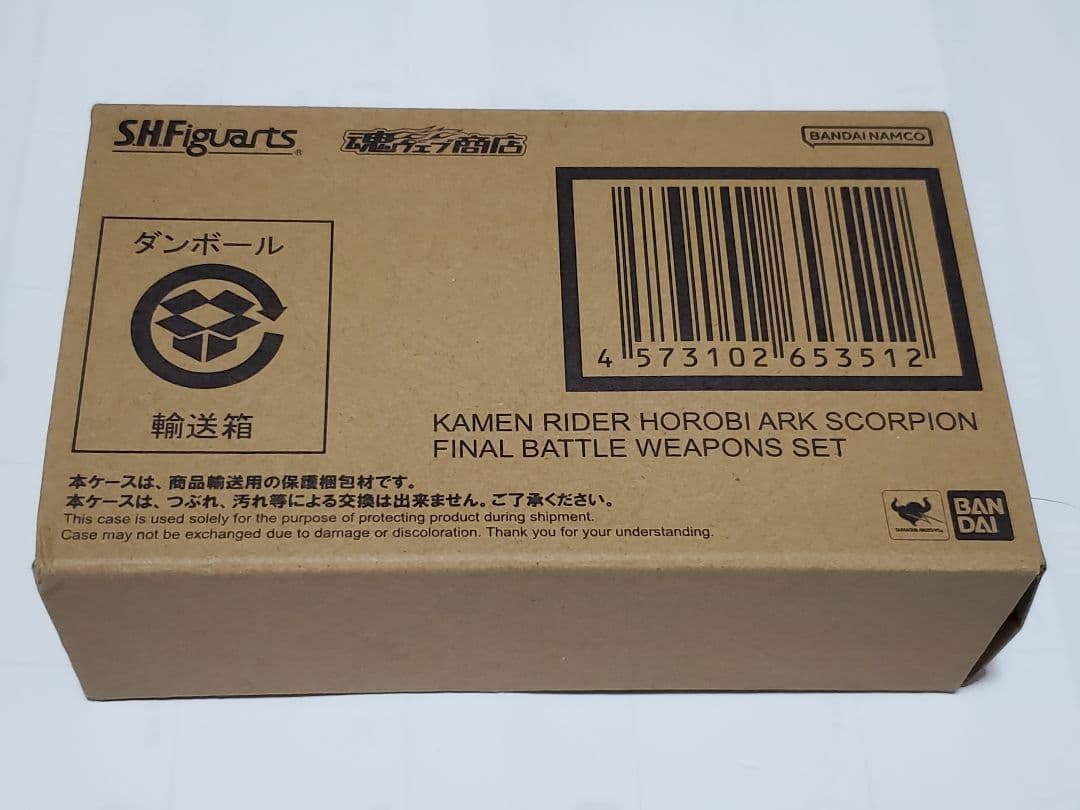 S.H.Figuarts®
魂ウェブ商店
BANDAI NAMCO
ダンボール
輸送箱
4 573102 653512
KAMEN RIDER HOROBI ARK SCORPION
FINAL BATTLE WEAPONS SET
本ケースは、商品輸送用の保護梱包材です。
本ケースは、つぶれ、汚れ等による交換は出来ません。ご了承ください。
This case is used solely for the purpose of protecting product during shipment.
Case may not be exchanged due to damage or discoloration. Thank you for your understanding.
BAN
DAI